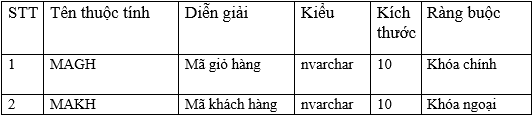 STT Tên thuộc tính Diễn giải Kiểu Kích thước Ràng buộc
1 MAGH Mã giỏ hàng nvarchar 10 Khóa chính
2 MAKH Mã khách hàng nvarchar 10 Khóa ngoại